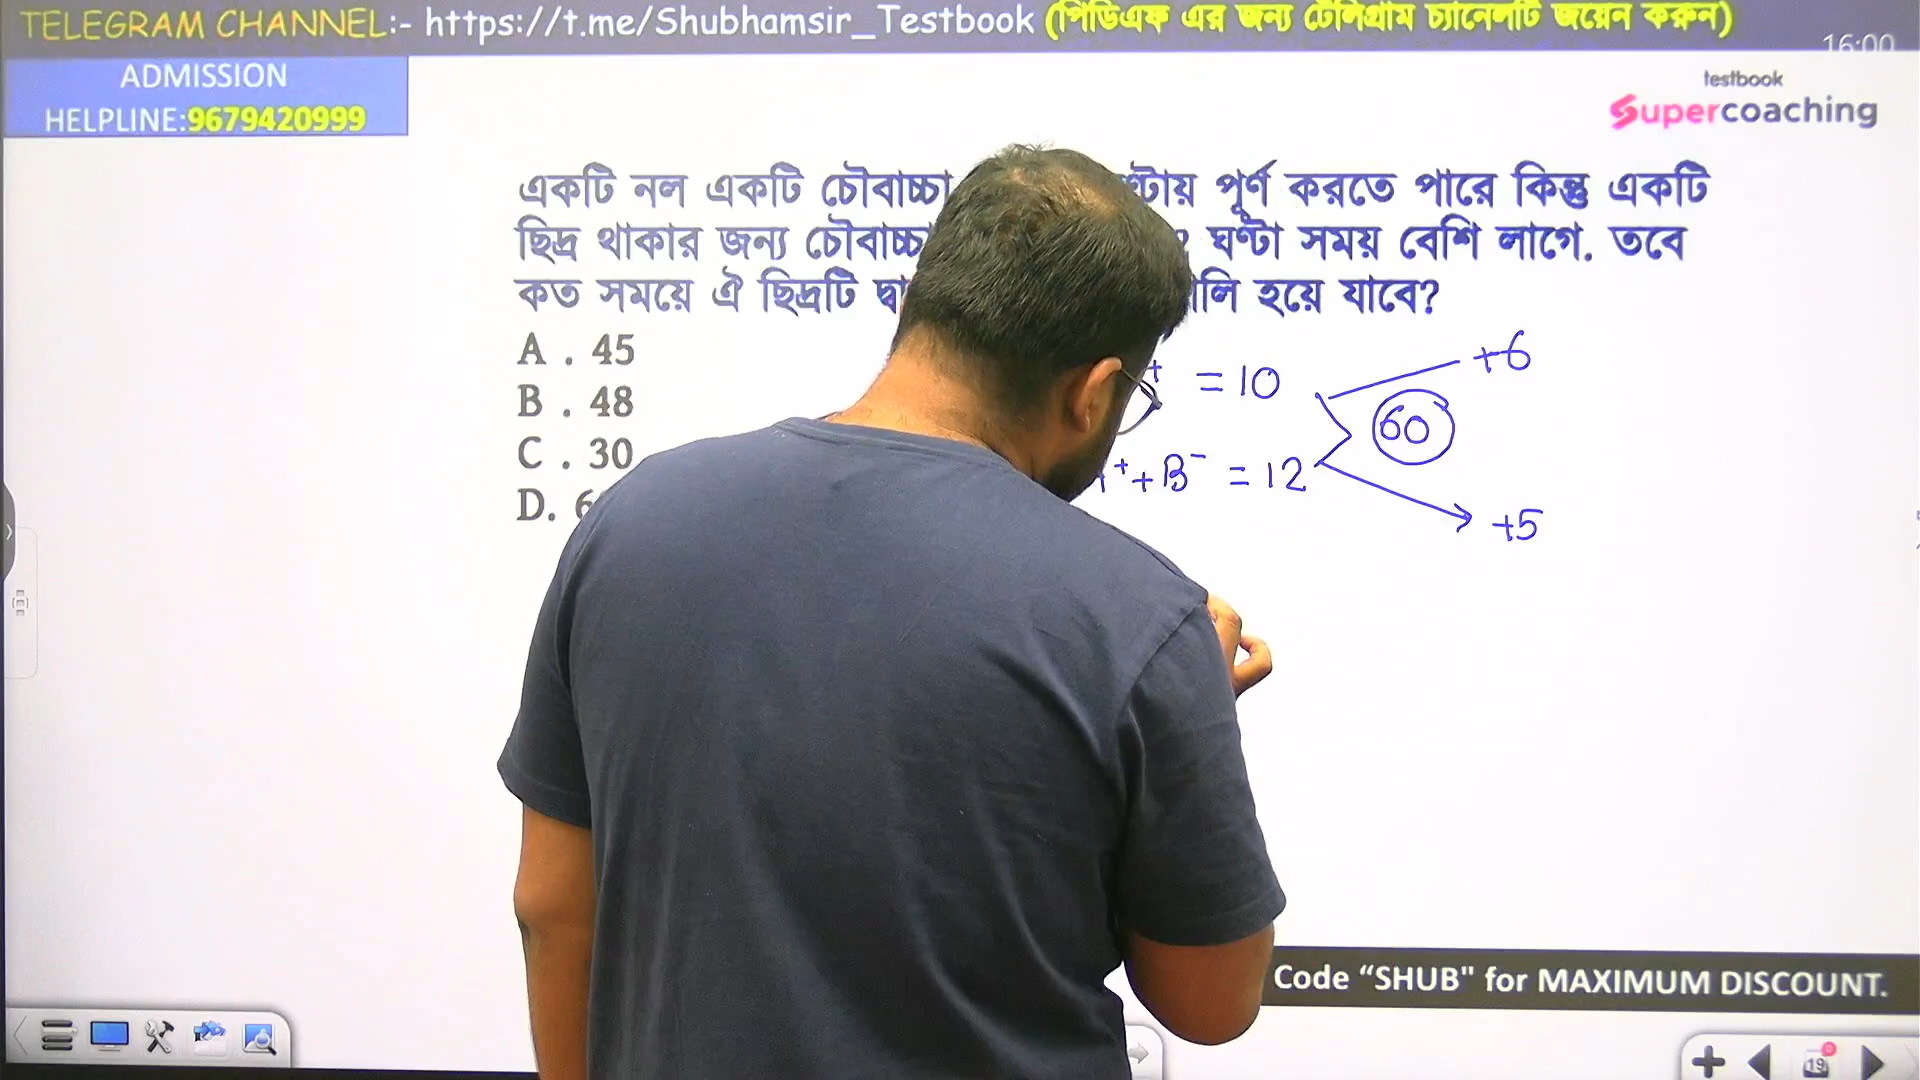 TELEGRAM CHANNEL:- https://t.me/Shubhamsir_Testbook (পিডিএফ এর জন্য টেলিগ্রাম চ্যানেলটি জয়েন করুন)
16:00
ADMISSION
HELPLINE:9679420999
testbook
Supercoaching
একটি নল একটি চৌবাচ্চা পূর্ণ করতে পারে কিন্তু একটি
ছিদ্র থাকার জন্য ঘণ্টা সময় বেশি লাগে. তবে
কত সময়ে ঐ ছিদ্রটি হয়ে যাবে?
A . 45
B . 48
C . 30
D.
= 10
+6
60
+B⁻ = 12
+5
Code “SHUB" for MAXIMUM DISCOUNT.
19